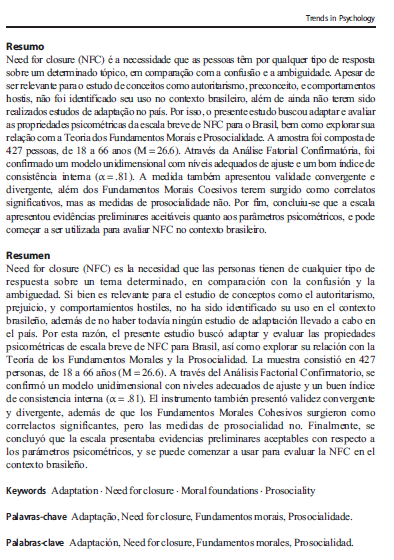 Trends in Psychology
Resumo
Need for closure (NFC) é a necessidade que as pessoas têm por qualquer tipo de resposta
sobre um determinado tópico, em comparação com a confusão e a ambiguidade. Apesar de
ser relevante para o estudo de conceitos como autoritarismo, preconceito, e comportamentos
hostis, não foi identificado seu uso no contexto brasileiro, além de ainda não terem sido
realizados estudos de adaptação no país. Por isso, o presente estudo buscou adaptar e avaliar
as propriedades psicométricas da escala breve de NFC para o Brasil, bem como explorar sua
relação com a Teoria dos Fundamentos Morais e Prosocialidade. A amostra foi composta de
427 pessoas, de 18 a 66 anos (M = 26.6). Através da Análise Fatorial Confirmatória, foi
confirmado um modelo unidimensional com níveis adequados de ajuste e um bom índice de
consistência interna (α = .81). A medida também apresentou validade convergente e
divergente, além dos Fundamentos Morais Coesivos terem surgido como correlatos
significativos, mas as medidas de prosocialidade não. Por fim, concluiu-se que a escala
apresentou evidências preliminares aceitáveis quanto aos parâmetros psicométricos, e pode
começar a ser utilizada para avaliar NFC no contexto brasileiro.
Resumen
Need for closure (NFC) es la necesidad que las personas tienen de cualquier tipo de
respuesta sobre un tema determinado, en comparación con la confusión y la
ambiguedad. Si bien es relevante para el estudio de conceptos como el autoritarismo,
prejuicio, y comportamientos hostiles, no ha sido identificado su uso en el contexto
brasileño, además de no haber todavía ningún estudio de adaptación llevado a cabo en
el país. Por esta razón, el presente estudio buscó adaptar y evaluar las propiedades
psicométricas de escala breve de NFC para Brasil, así como explorar su relación con la
Teoría de los Fundamentos Morales y la Prosocialidad. La muestra consistió en 427
personas, de 18 a 66 años (M = 26.6). A través del Análisis Factorial Confirmatorio, se
confirmó un modelo unidimensional con niveles adecuados de ajuste y un buen índice
de consistencia interna (α = .81). El instrumento también presentó validez convergente
y divergente, además de que los Fundamentos Morales Cohesivos surgieron como
correlactos significantes, pero las medidas de prosocialidad no. Finalmente, se
concluyó que la escala presentaba evidencias preliminares aceptables con respecto a
los parámetros psicométricos, y se puede comenzar a usar para evaluar la NFC en el
contexto brasileño.
Keywords Adaptation · Need for closure · Moral foundations · Prosociality
Palavras-chave Adaptação, Need for closure, Fundamentos morais, Prosocialidade.
Palabras-clave Adaptación, Need for closure, Fundamentos morales, Prosocialidad.